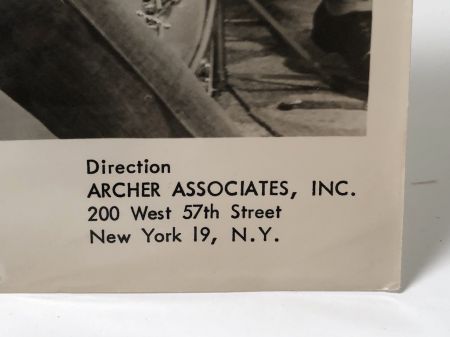 Direction
ARCHER ASSOCIATES, INC.
200 West 57th Street
New York 19, N.Y.